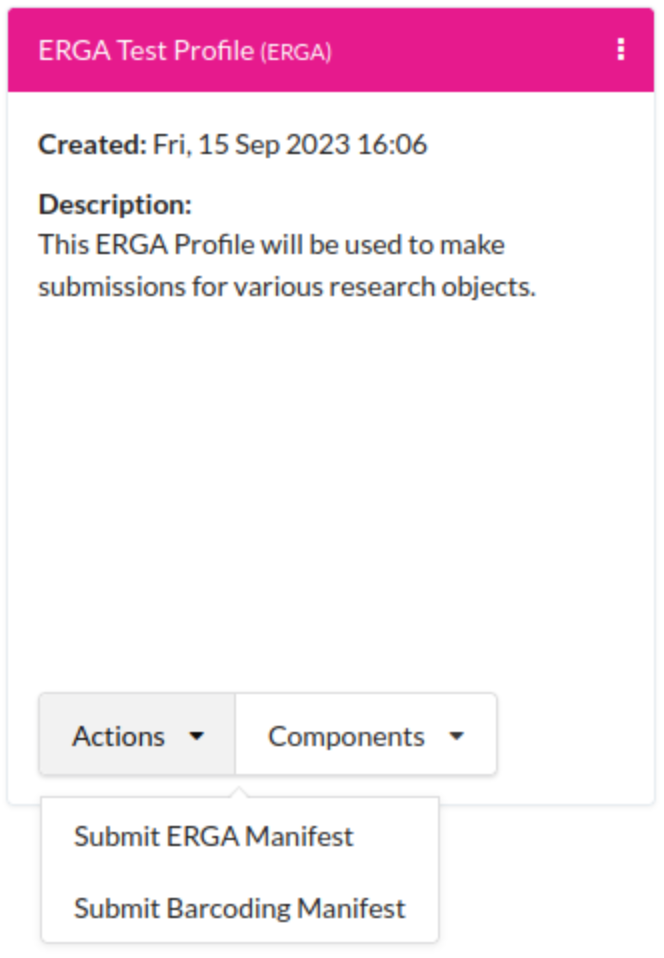 ERGA Test Profile (ERGA)
Created: Fri, 15 Sep 2023 16:06
Description:
This ERGA Profile will be used to make
submissions for various research objects.
Actions Components
Submit ERGA Manifest
Submit Barcoding Manifest